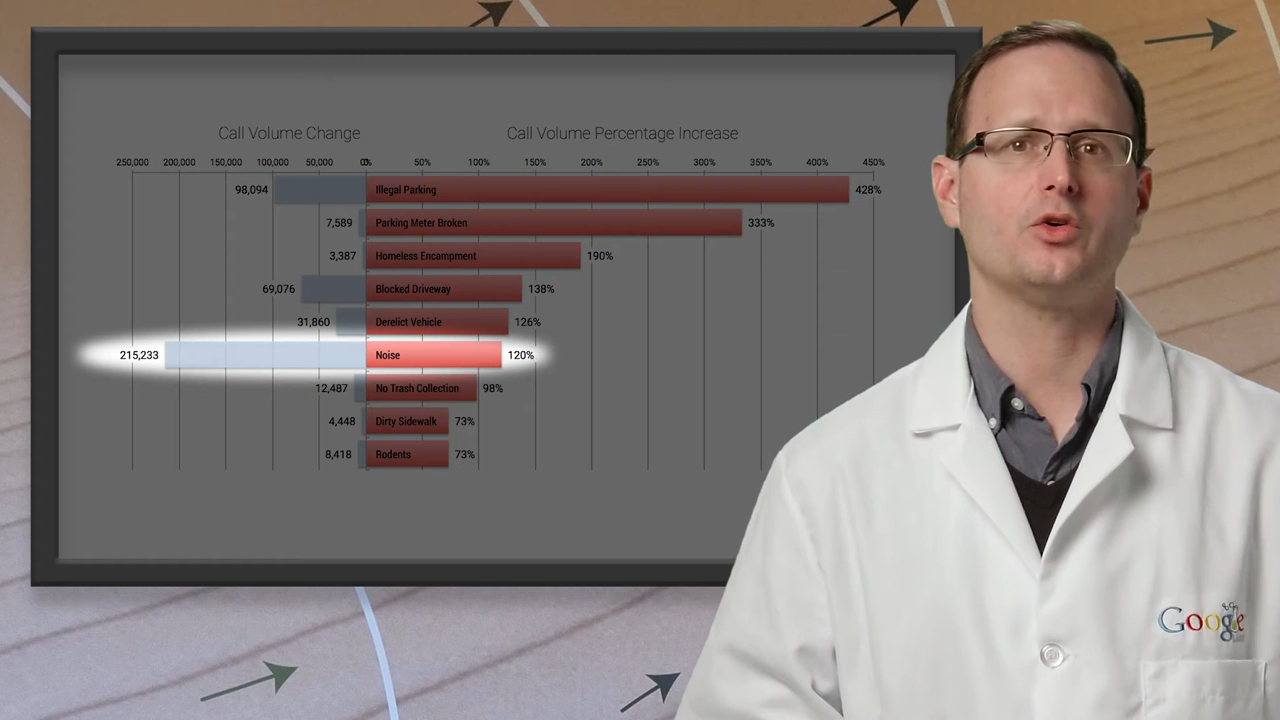 Call Volume Change Call Volume Percentage Increase
250,000 200,000 150,000 100,000 50,000 0% 50% 100% 150% 200% 250% 300% 350% 400% 450%
98,094 Illegal Parking 428%
7,589 Parking Meter Broken 333%
3,387 Homeless Encampment 190%
69,076 Blocked Driveway 138%
31,860 Derelict Vehicle 126%
215,233 Noise 120%
12,487 No Trash Collection 98%
4,448 Dirty Sidewalk 73%
8,418 Rodents 73%
Google